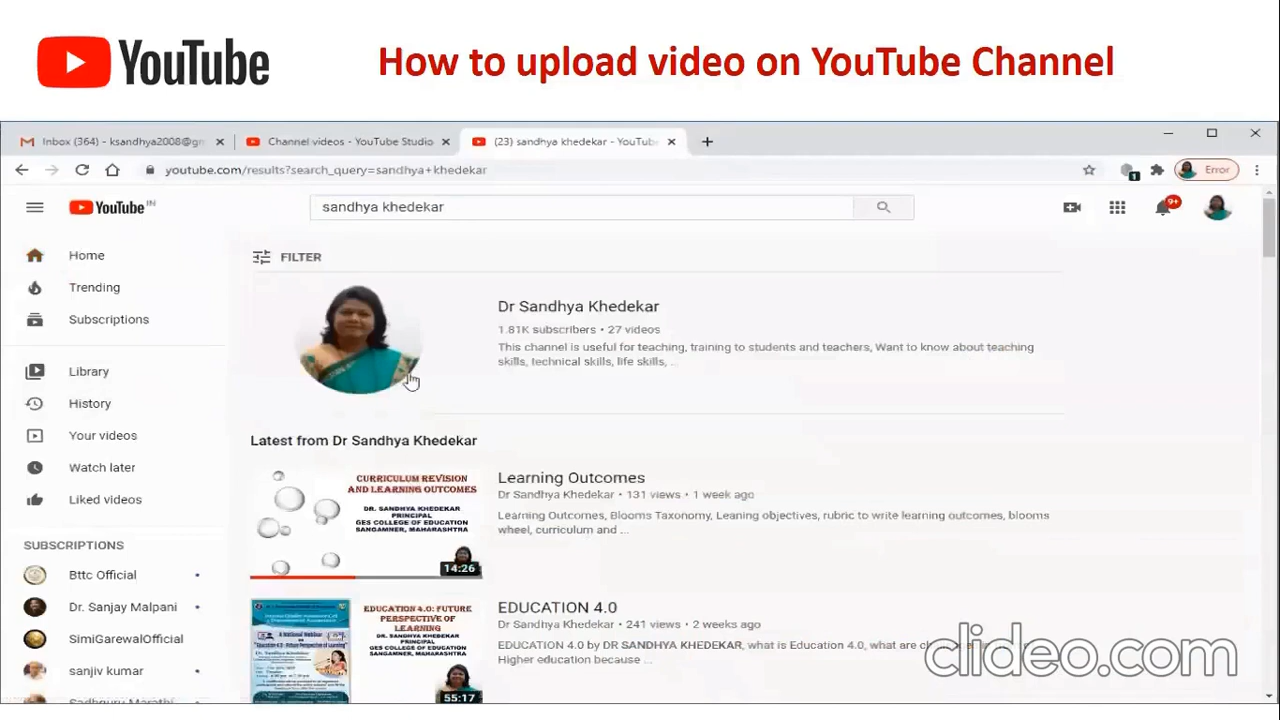 YouTube
How to upload video on YouTube Channel
Inbox (364) - ksandhya2008@gm
Channel videos - YouTube Studio
(23) sandhya khedekar - YouTub
youtube.com/results?search_query=sandhya+khedekar
1
Error
YouTube IN
sandhya khedekar
9+
Home
Trending
Subscriptions
Library
History
Your videos
Watch later
Liked videos
SUBSCRIPTIONS
Bttc Official
Dr. Sanjay Malpani
SimiGarewalOfficial
sanjiv kumar
Sadhguru Marathi
FILTER
Dr Sandhya Khedekar
1.81K subscribers • 27 videos
This channel is useful for teaching, training to students and teachers, Want to know about teaching
skills, technical skills, life skills, ...
Latest from Dr Sandhya Khedekar
CURRICULUM REVISION
AND LEARNING OUTCOMES
DR. SANDHYA KHEDEKAR
PRINCIPAL
GES COLLEGE OF EDUCATION
SANGAMNER, MAHARASHTRA
14:26
Learning Outcomes
Dr Sandhya Khedekar • 131 views • 1 week ago
Learning Outcomes, Blooms Taxonomy, Leaning objectives, rubric to write learning outcomes, blooms
wheel, curriculum and ...
A National Webinar
EDUCATION 4.0: FUTURE
PERSPECTIVE OF
LEARNING
DR. SANDHYA KHEDEKAR
PRINCIPAL
GES COLLEGE OF EDUCATION
SANGAMNER, MAHARASHTRA
55:17
EDUCATION 4.0
Dr Sandhya Khedekar • 241 views • 2 weeks ago
EDUCATION 4.0 by DR SANDHYA KHEDEKAR, what is Education 4.0, what are
Higher education because ...
clideo.com